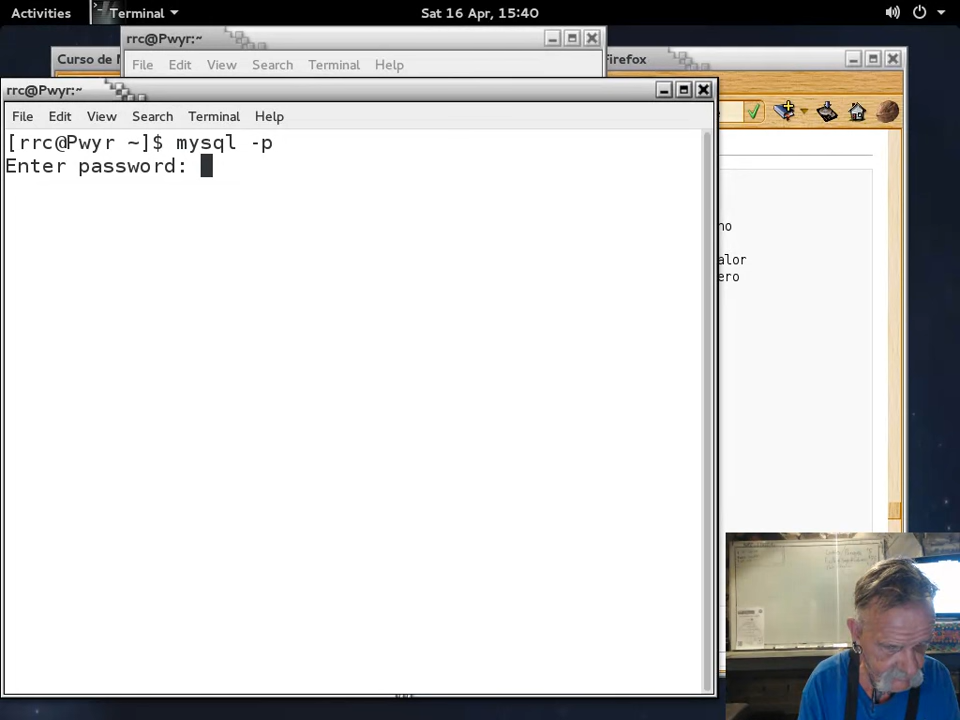 Activities Terminal Sat 16 Apr, 15:40
rrc@Pwyr:~
File Edit View Search Terminal Help
Curso de
Firefox
rrc@Pwyr:~
File Edit View Search Terminal Help
[rrc@Pwyr ~]$ mysql -p
Enter password:
no
alor
ero